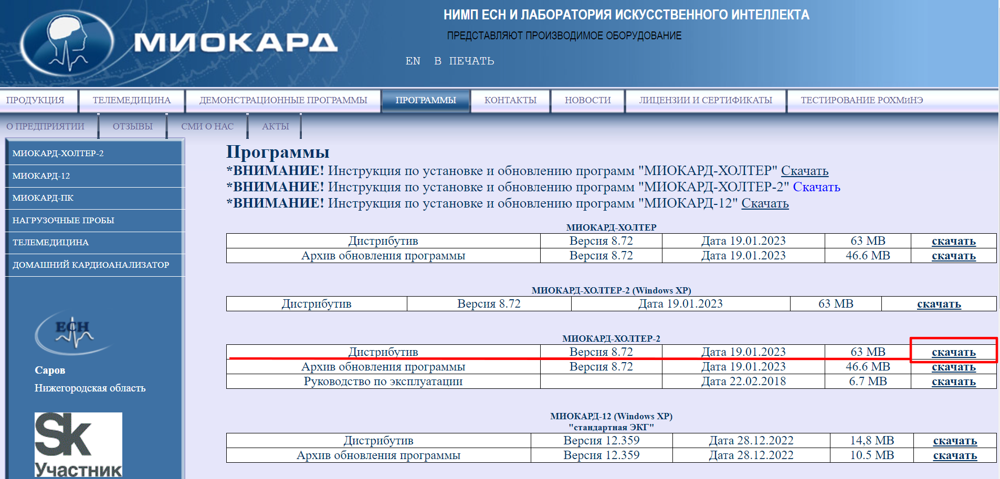 МИОКАРД
НИМП ЕСН И ЛАБОРАТОРИЯ ИСКУССТВЕННОГО ИНТЕЛЛЕКТА
ПРЕДСТАВЛЯЮТ ПРОИЗВОДИМОЕ ОБОРУДОВАНИЕ
EN В ПЕЧАТЬ
ПРОДУКЦИЯ ТЕЛЕМЕДИЦИНА ДЕМОНСТРАЦИОННЫЕ ПРОГРАММЫ ПРОГРАММЫ КОНТАКТЫ НОВОСТИ ЛИЦЕНЗИИ И СЕРТИФИКАТЫ ТЕСТИРОВАНИЕ РОХМиНЭ
О ПРЕДПРИЯТИИ ОТЗЫВЫ СМИ О НАС АКТЫ
МИОКАРД-ХОЛТЕР-2
МИОКАРД-12
МИОКАРД-ПК
НАГРУЗОЧНЫЕ ПРОБЫ
ТЕЛЕМЕДИЦИНА
ДОМАШНИЙ КАРДИОАНАЛИЗАТОР
ЕСН
Саров
Нижегородская область
Sk
Участник
Программы
*ВНИМАНИЕ! Инструкция по установке и обновлению программ "МИОКАРД-ХОЛТЕР" Скачать
*ВНИМАНИЕ! Инструкция по установке и обновлению программ "МИОКАРД-ХОЛТЕР-2" Скачать
*ВНИМАНИЕ! Инструкция по установке и обновлению программ "МИОКАРД-12" Скачать
МИОКАРД-ХОЛТЕР
Дистрибутив Версия 8.72 Дата 19.01.2023 63 MB скачать
Архив обновления программы Версия 8.72 Дата 19.01.2023 46.6 MB скачать
МИОКАРД-ХОЛТЕР-2 (Windows XP)
Дистрибутив Версия 8.72 Дата 19.01.2023 63 MB скачать
МИОКАРД-ХОЛТЕР-2
Дистрибутив Версия 8.72 Дата 19.01.2023 63 MB скачать
Архив обновления программы Версия 8.72 Дата 19.01.2023 46.6 MB скачать
Руководство по эксплуатации Дата 22.02.2018 6.7 MB скачать
МИОКАРД-12 (Windows XP)
"стандартная ЭКГ"
Дистрибутив Версия 12.359 Дата 28.12.2022 14,8 MB скачать
Архив обновления программы Версия 12.359 Дата 28.12.2022 10.5 MB скачать